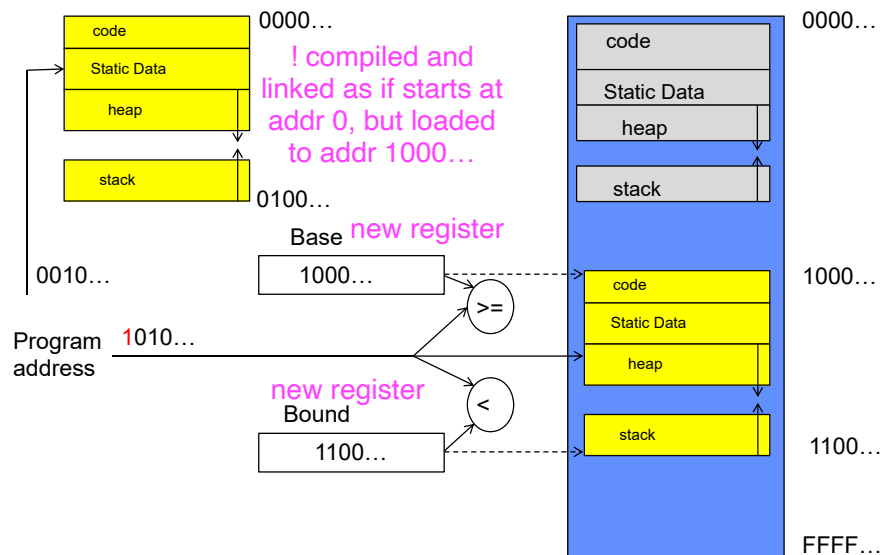 code
Static Data
heap
stack
0000...
0100...
! compiled and
linked as if starts at
addr 0, but loaded
to addr 1000…
0010...
Program
address
1010...
Base
new register
1000…
>=
new register
<
Bound
1100…
code
Static Data
heap
stack
code
Static Data
heap
stack
0000...
1000...
1100...
FFFF...